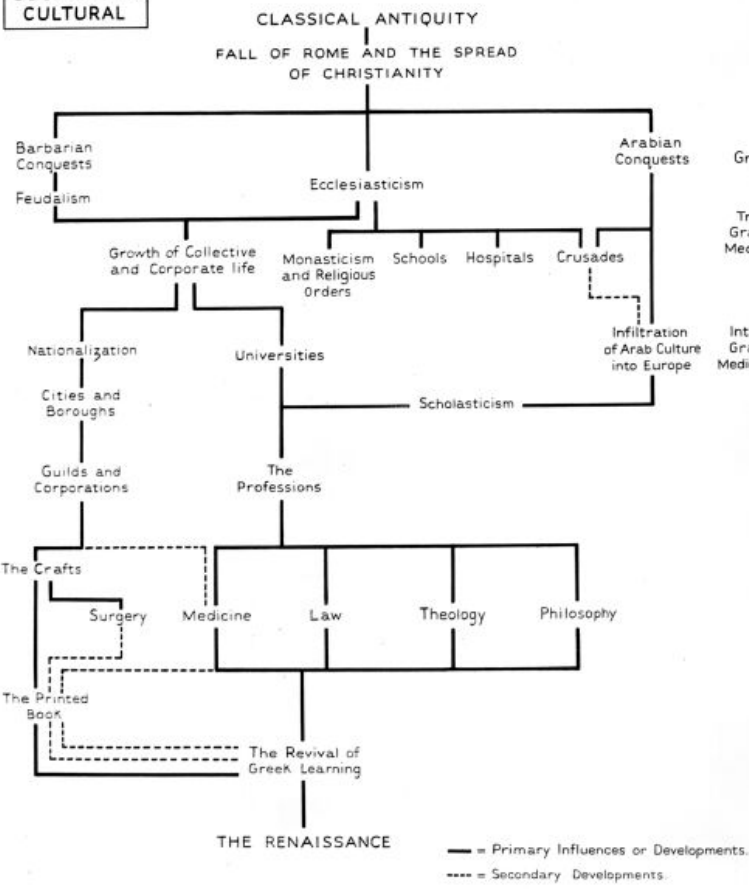 CULTURAL
CLASSICAL ANTIQUITY
FALL OF ROME AND THE SPREAD
OF CHRISTIANITY
Barbarian
Conquests
Feudalism
Ecclesiasticism
Arabian
Conquests
Growth of Collective
and Corporate life
Monasticism
and Religious
Orders
Schools
Hospitals
Crusades
Nationalization
Universities
Infiltration
of Arab Culture
into Europe
Cities and
Boroughs
Scholasticism
Guilds and
Corporations
The
Professions
The Crafts
Surgery
Medicine
Law
Theology
Philosophy
The Printed
Book
The Revival of
Greek Learning
THE RENAISSANCE
= Primary Influences or Developments.
= Secondary Developments.